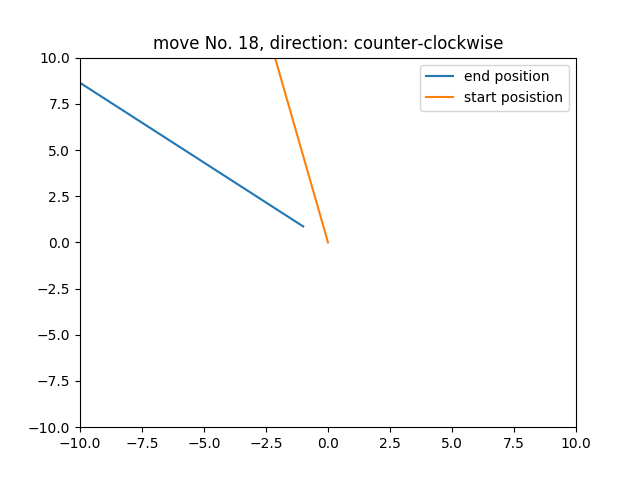 move No. 18, direction: counter-clockwise
end position
start posistion
10.0
7.5
5.0
2.5
0.0
−2.5
−5.0
−7.5
−10.0
−10.0 −7.5 −5.0 −2.5 0.0 2.5 5.0 7.5 10.0